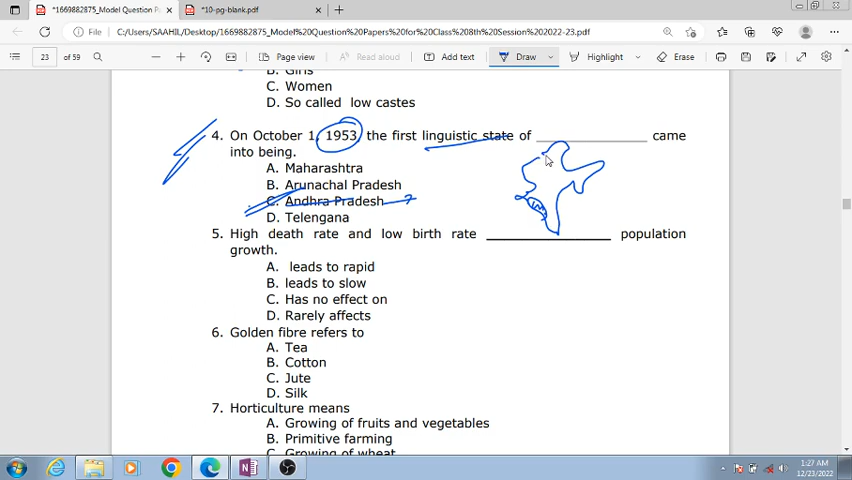 *1669882875_Model Question P
*10-pg-blank.pdf
File
C:/Users/SAAHIL/Desktop/1669882875_Model%20Question%20Papers%20for%20Class%208th%20Session%202022-23.pdf
23 of 59
Page view
Read aloud
Add text
Draw
Highlight
Erase
B. Girls
C. Women
D. So called low castes
4. On October 1, 1953, the first linguistic state of ____________ came
into being.
A. Maharashtra
B. Arunachal Pradesh
C. Andhra Pradesh
D. Telengana
5. High death rate and low birth rate ____________ population
growth.
A. leads to rapid
B. leads to slow
C. Has no effect on
D. Rarely affects
6. Golden fibre refers to
A. Tea
B. Cotton
C. Jute
D. Silk
7. Horticulture means
A. Growing of fruits and vegetables
B. Primitive farming
C. Growing of wheat
1:27 AM
12/23/2022